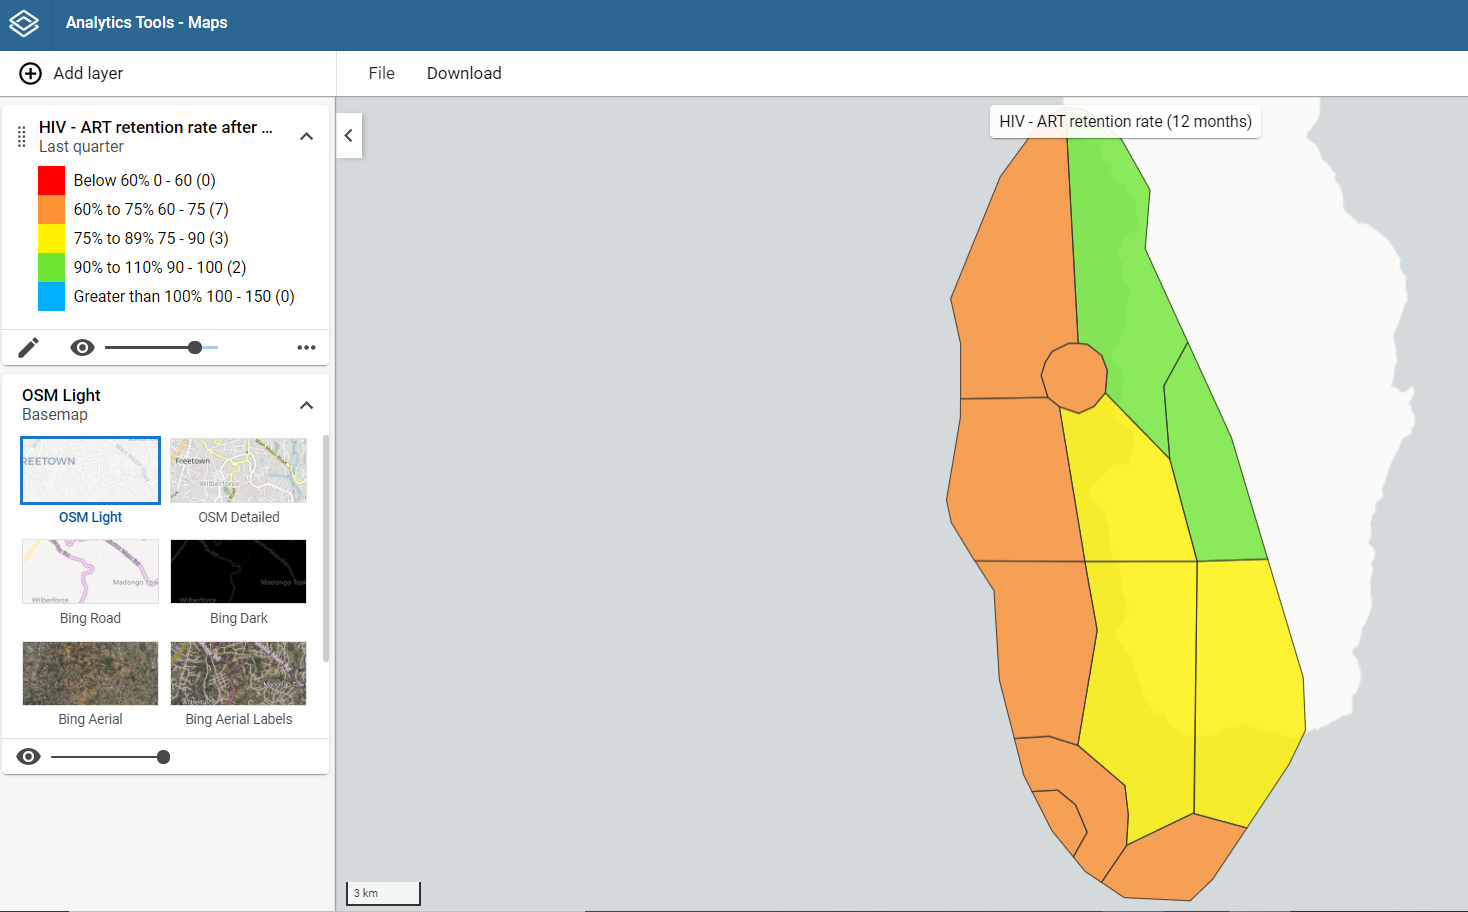 Analytics Tools - Maps
Add layer
File
Download
HIV - ART retention rate after ...
Last quarter
Below 60% 0 - 60 (0)
60% to 75% 60 - 75 (7)
75% to 89% 75 - 90 (3)
90% to 110% 90 - 100 (2)
Greater than 100% 100 - 150 (0)
OSM Light
Basemap
REETOWN
Freetown
Wilberforce
OSM Light
OSM Detailed
Wilberforce
Madongo Tow
Wilberforce
Madongo Tow
Bing Road
Bing Dark
Bing Aerial
Bing Aerial Labels
HIV - ART retention rate (12 months)
3 km